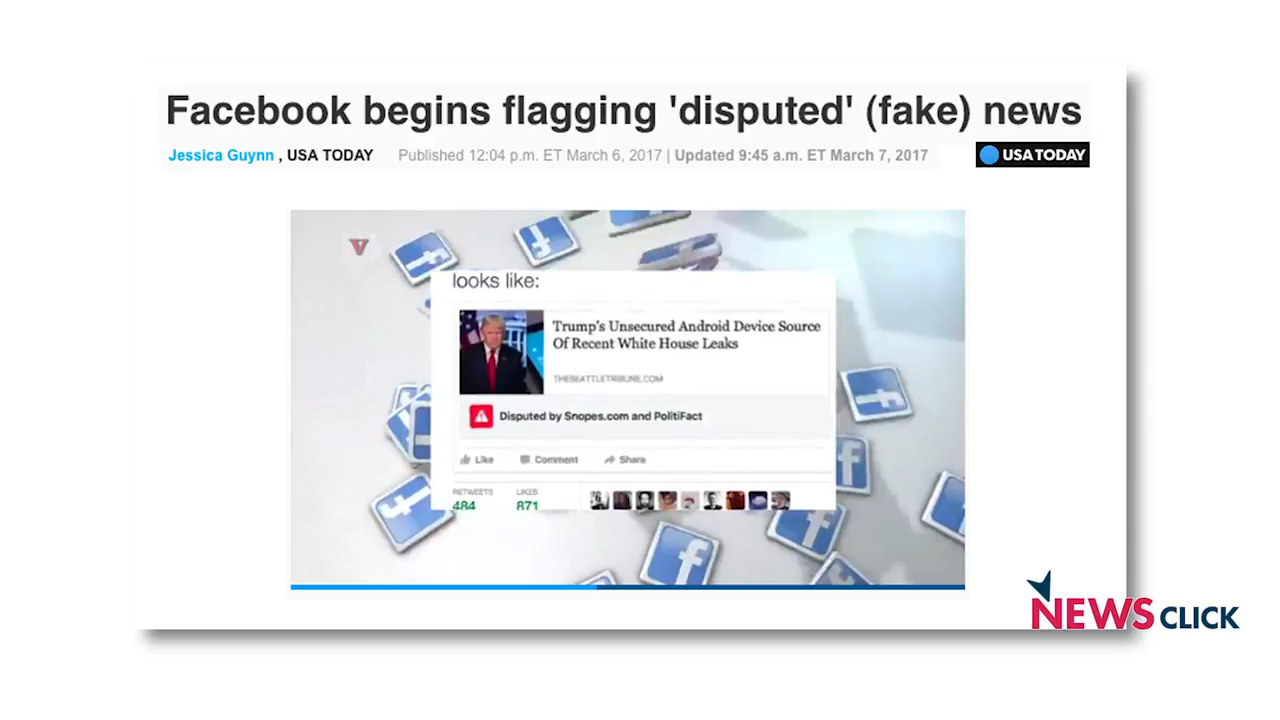 Facebook begins flagging 'disputed' (fake) news
Jessica Guynn , USA TODAY Published 12:04 p.m. ET March 6, 2017 | Updated 9:45 a.m. ET March 7, 2017 USA TODAY
looks like:
Trump's Unsecured Android Device Source
Of Recent White House Leaks
THESEATTLETRIBUNE.COM
Disputed by Snopes.com and PolitiFact
Like Comment Share
RETWEETS LIKES
484 871
NEWSCLICK